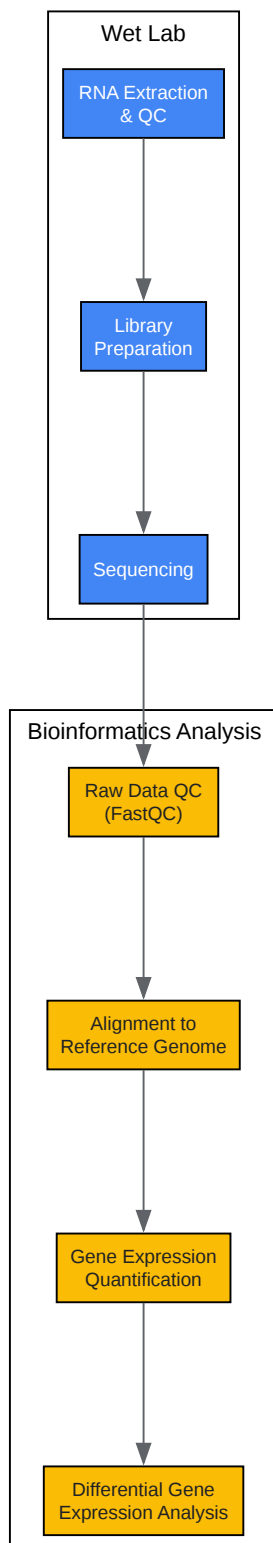 Wet Lab
RNA Extraction
& QC
Library
Preparation
Sequencing
Bioinformatics Analysis
Raw Data QC
(FastQC)
Alignment to
Reference Genome
Gene Expression
Quantification
Differential Gene
Expression Analysis